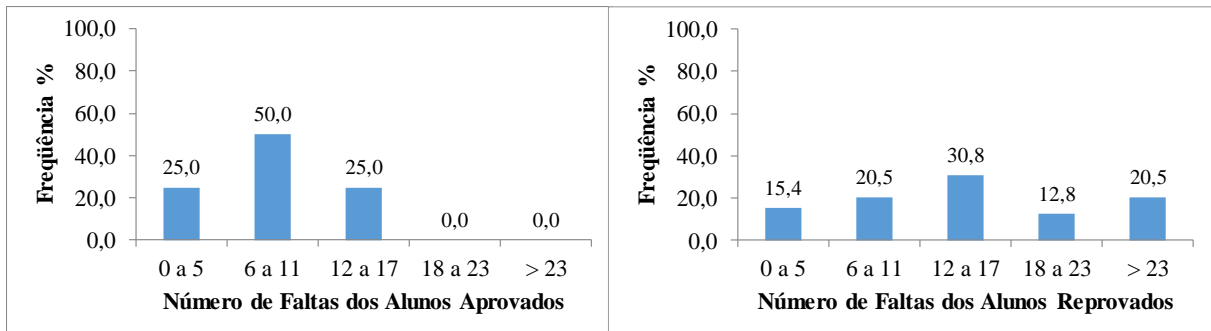 Freqüência %
100,0
80,0
60,0
40,0
20,0
0,0
25,0
50,0
25,0
0,0
0,0
0 a 5
6 a 11
12 a 17
18 a 23
> 23
Número de Faltas dos Alunos Aprovados
Freqüência %
100,0
80,0
60,0
40,0
20,0
0,0
15,4
20,5
30,8
12,8
20,5
0 a 5
6 a 11
12 a 17
18 a 23
> 23
Número de Faltas dos Alunos Reprovados